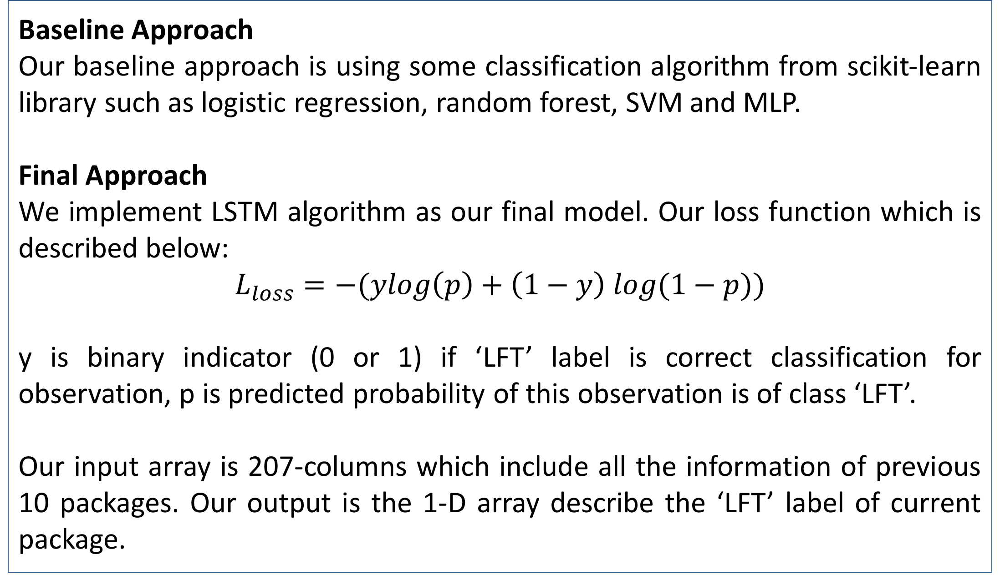 Baseline Approach
Our baseline approach is using some classification algorithm from scikit-learn
library such as logistic regression, random forest, SVM and MLP.
Final Approach
We implement LSTM algorithm as our final model. Our loss function which is
described below:
L_{loss} = −(ylog(p) + (1 − y) log(1 − p))
y is binary indicator (0 or 1) if ‘LFT’ label is correct classification for
observation, p is predicted probability of this observation is of class ‘LFT’.
Our input array is 207-columns which include all the information of previous
10 packages. Our output is the 1-D array describe the ‘LFT’ label of current
package.